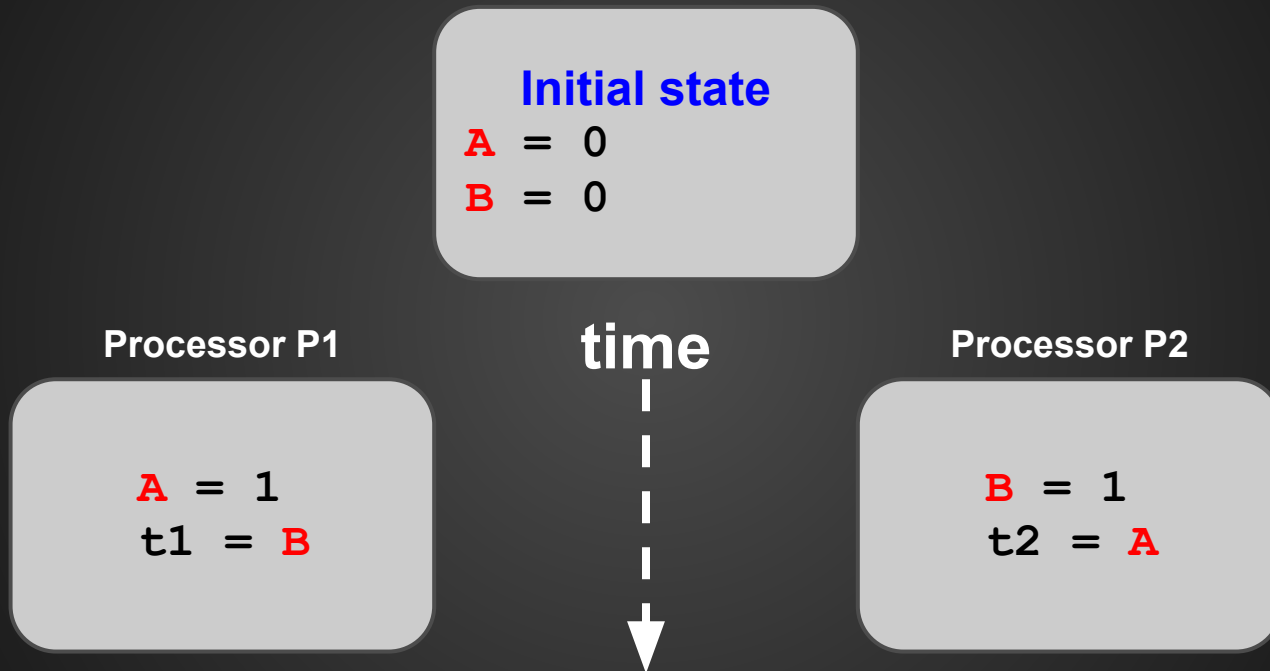 Initial state
A = 0
B = 0
time
Processor P1
Processor P2
A = 1
t1 = B
B = 1
t2 = A